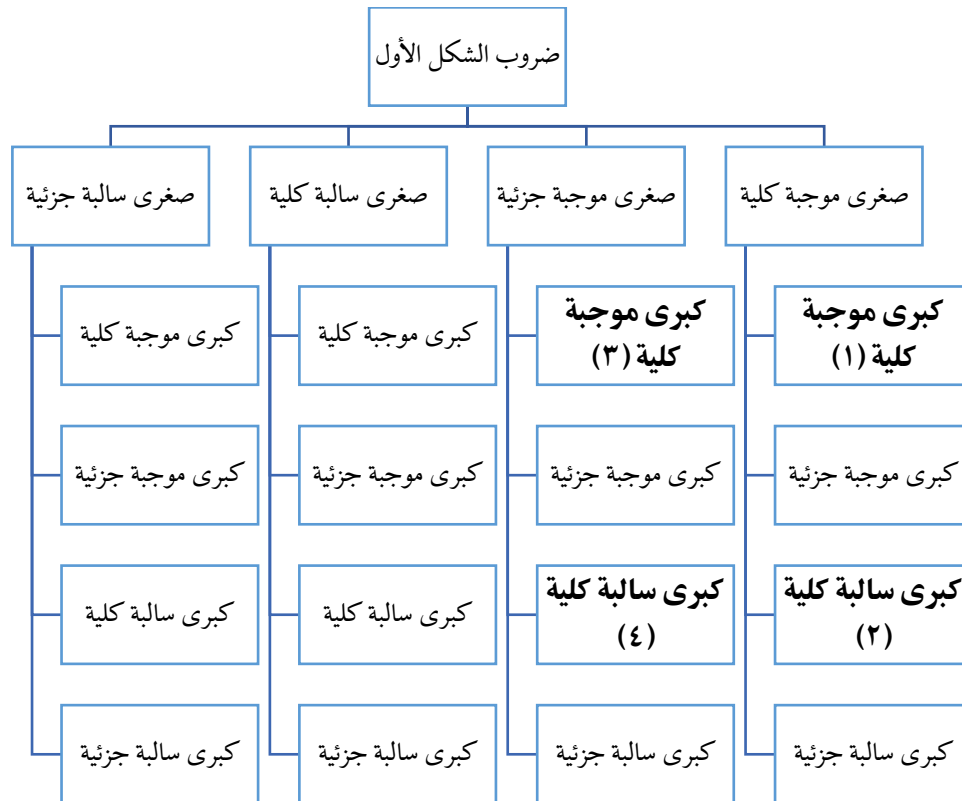 ضروب الشكل الأول
صغرى موجبة كلية
صغرى موجبة جزئية
صغرى سالبة كلية
صغرى سالبة جزئية
كبرى موجبة
كلية (١)
كبرى موجبة
كلية (٣)
كبرى موجبة كلية
كبرى موجبة كلية
كبرى موجبة جزئية
كبرى موجبة جزئية
كبرى موجبة جزئية
كبرى موجبة جزئية
كبرى سالبة كلية
(٢)
كبرى سالبة كلية
(٤)
كبرى سالبة كلية
كبرى سالبة كلية
كبرى سالبة جزئية
كبرى سالبة جزئية
كبرى سالبة جزئية
كبرى سالبة جزئية